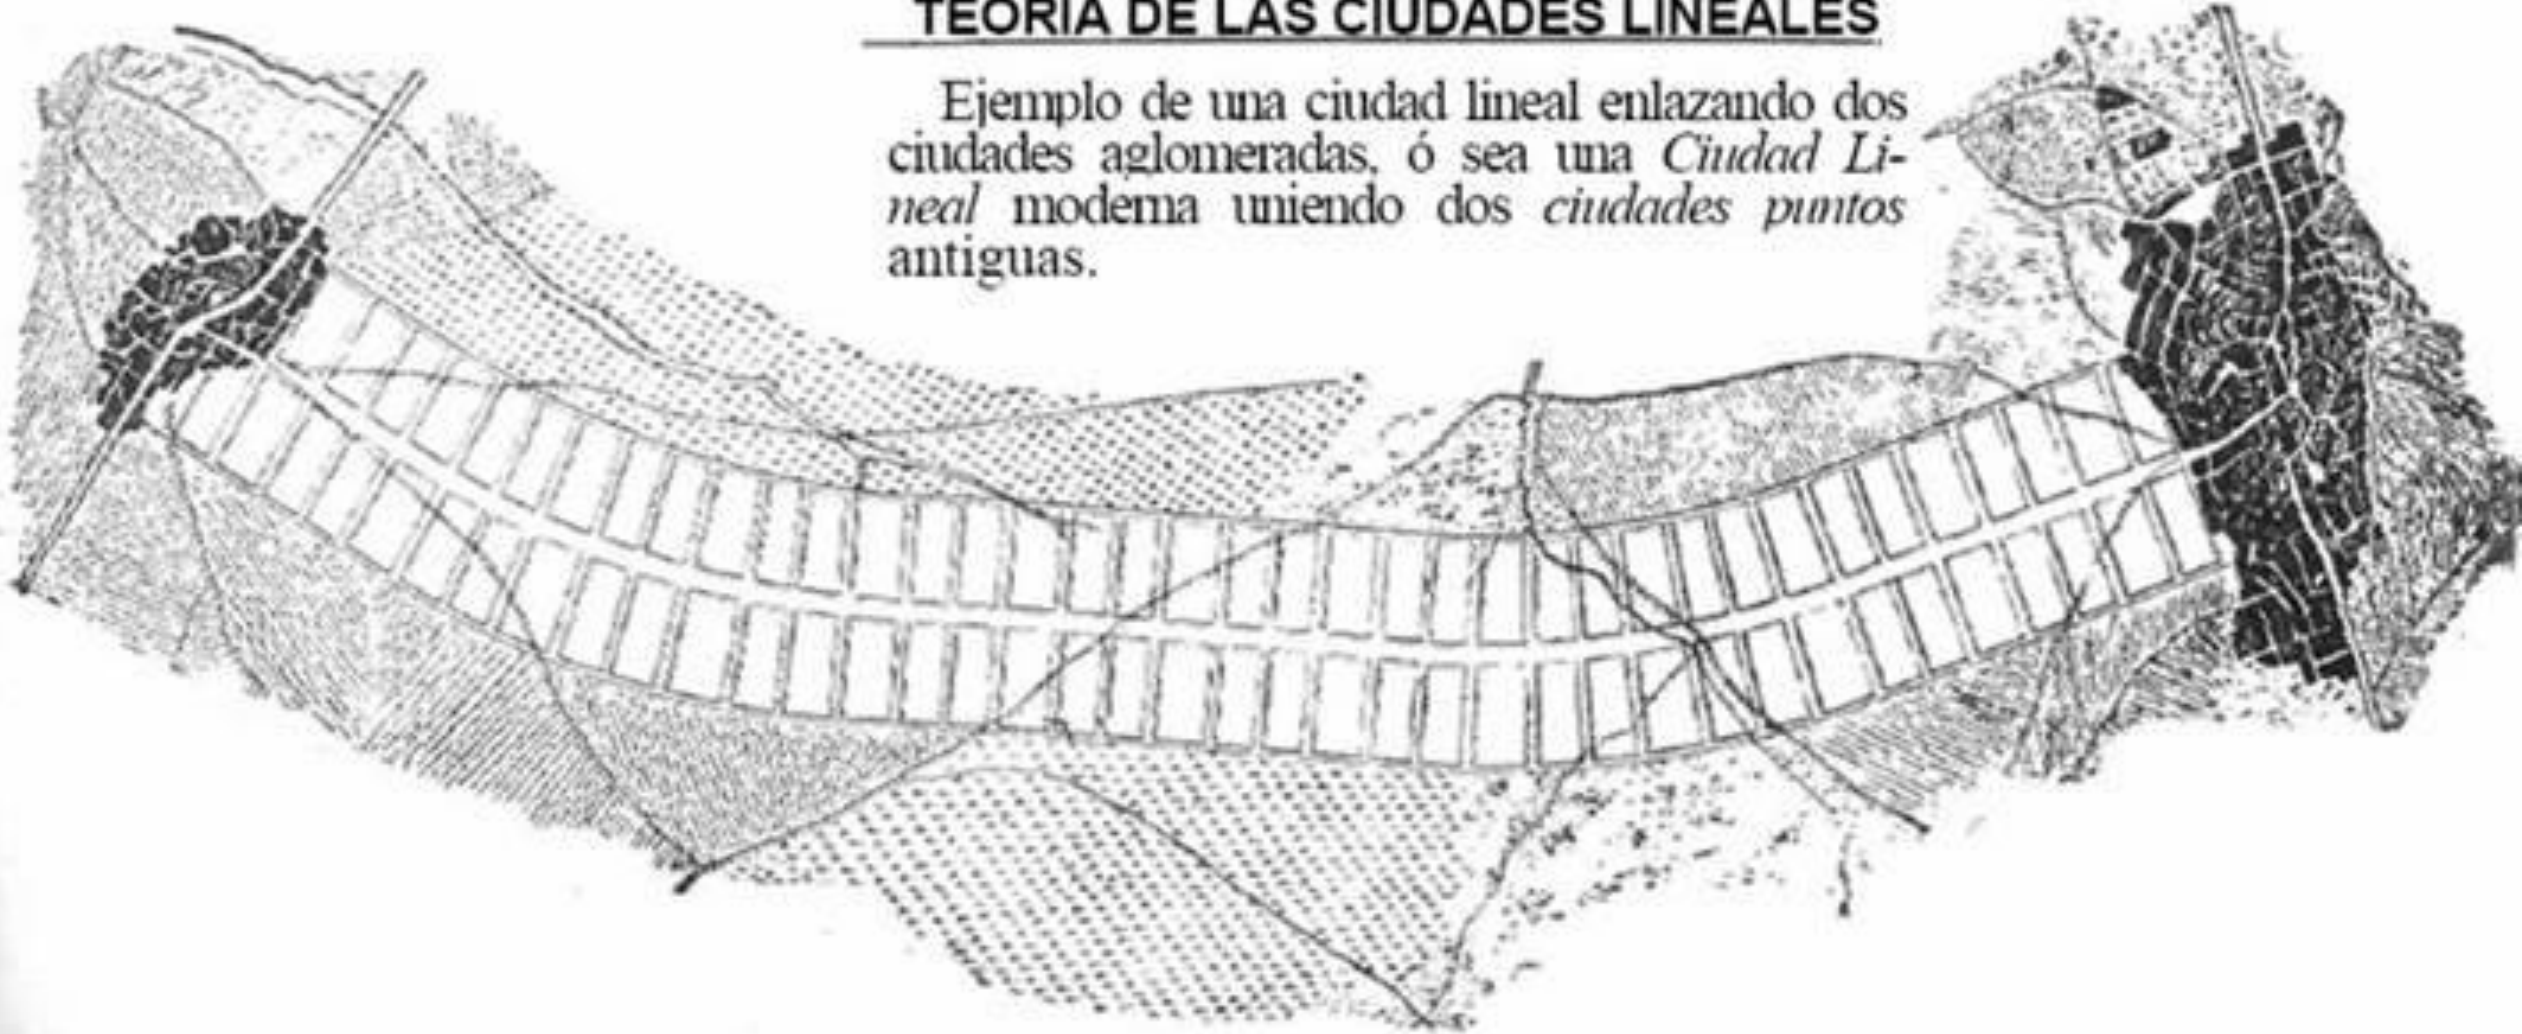 TEORIA DE LAS CIUDADES LINEALES
Ejemplo de una ciudad lineal enlazando dos
ciudades aglomeradas, ó sea una Ciudad Li-
neal moderna uniendo dos ciudades puntos
antiguas.